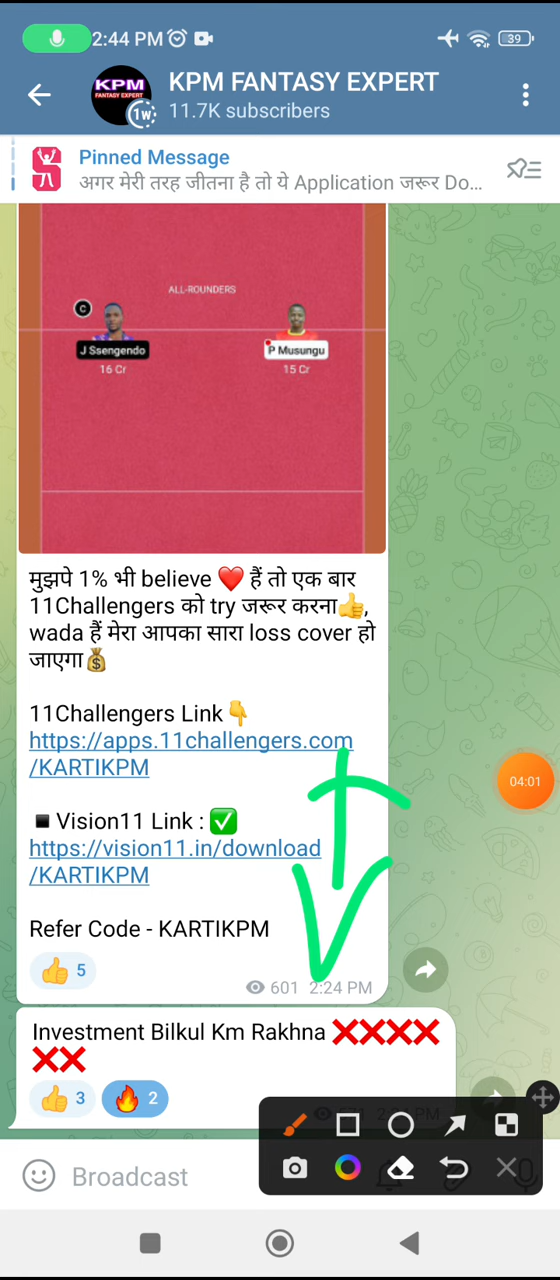 2:44 PM
39
KPM
FANTASY EXPERT
1w
KPM FANTASY EXPERT
11.7K subscribers
Pinned Message
अगर मेरी तरह जीतना है तो ये Application जरूर Do...
ALL-ROUNDERS
C
J Ssengendo
P Musungu
16 Cr
15 Cr
मुझपे 1% भी believe ❤️ हैं तो एक बार
11Challengers को try जरूर करना👍,
wada हैं मेरा आपका सारा loss cover हो
जाएगा💰
11Challengers Link👇
https://apps.11challengers.com
/KARTIKPM
04:01
▪️Vision11 Link : ✅
https://vision11.in/download
/KARTIKPM
Refer Code - KARTIKPM
👍 5
601 2:24 PM
Investment Bilkul Km Rakhna ❌❌❌❌
❌❌
👍 3 🔥 2
Broadcast